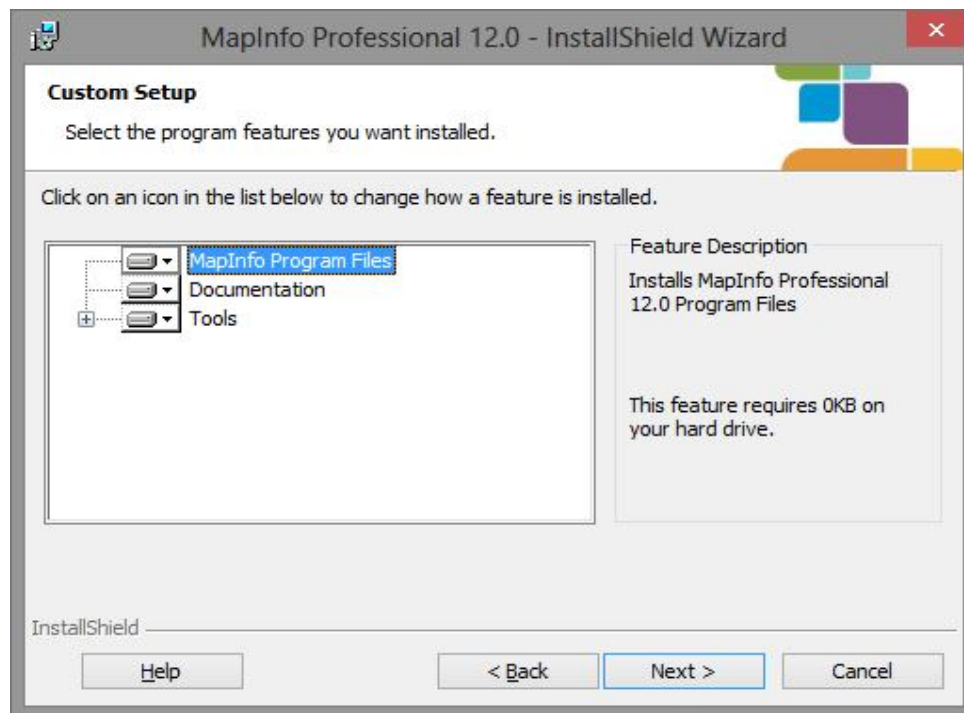 MapInfo Professional 12.0 - InstallShield Wizard
Custom Setup
Select the program features you want installed.
Click on an icon in the list below to change how a feature is installed.
MapInfo Program Files
Documentation
Tools
Feature Description
Installs MapInfo Professional
12.0 Program Files
This feature requires 0KB on
your hard drive.
InstallShield
Help
< Back
Next >
Cancel